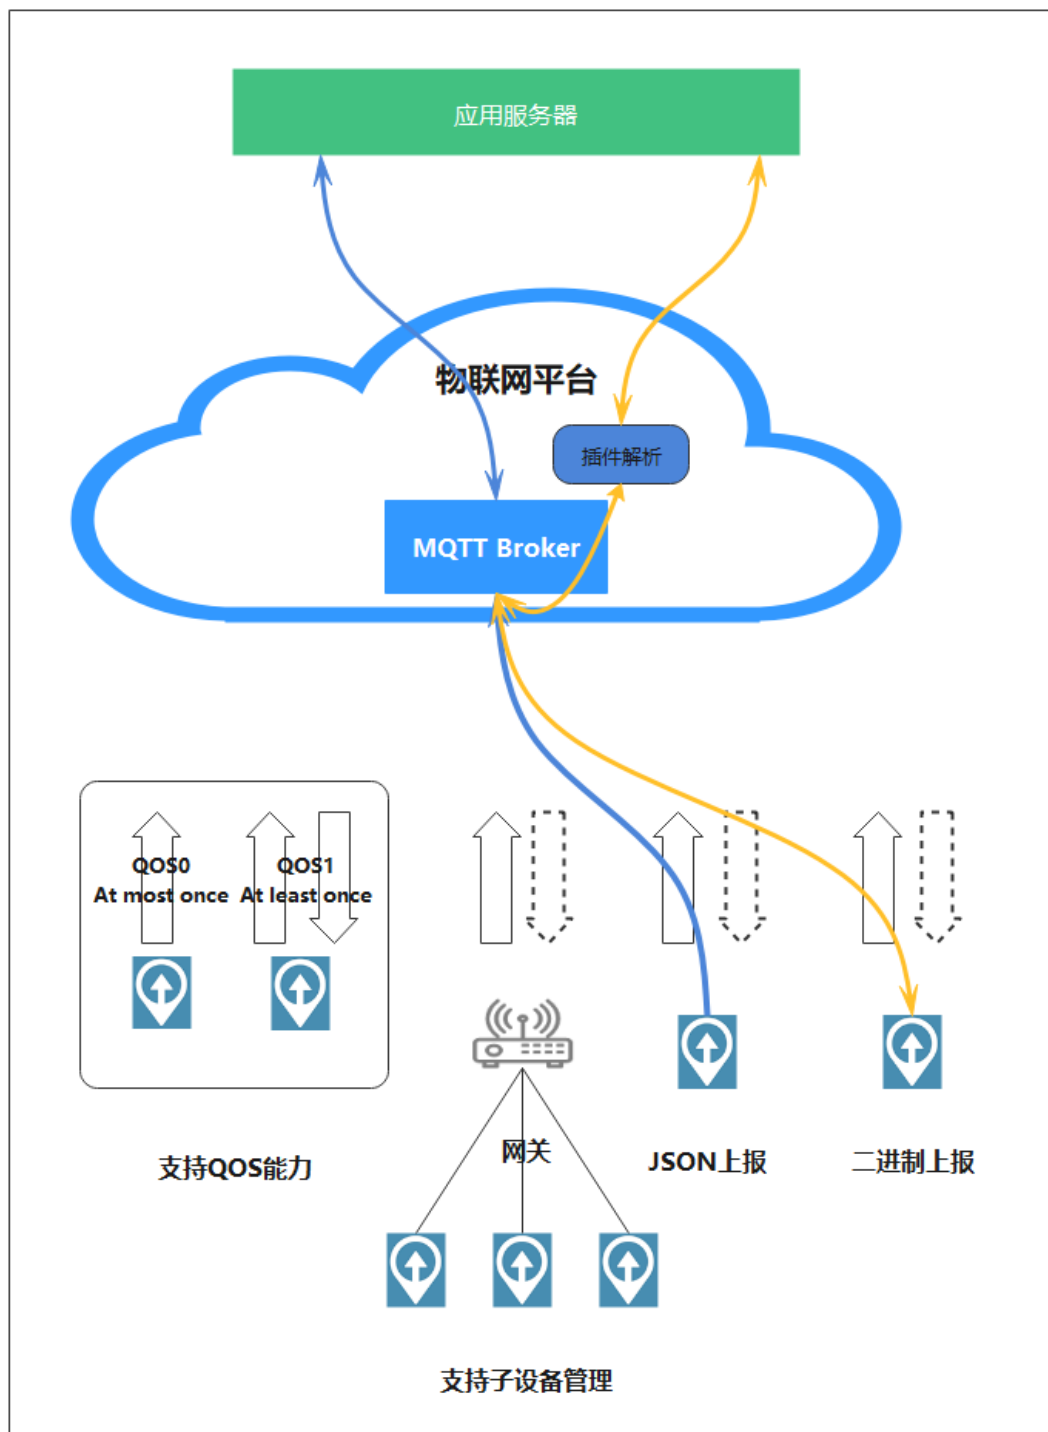 应用服务器
物联网平台
插件解析
MQTT Broker
QOS0
At most once
QOS1
At least once
支持QOS能力
网关
JSON上报
二进制上报
支持子设备管理